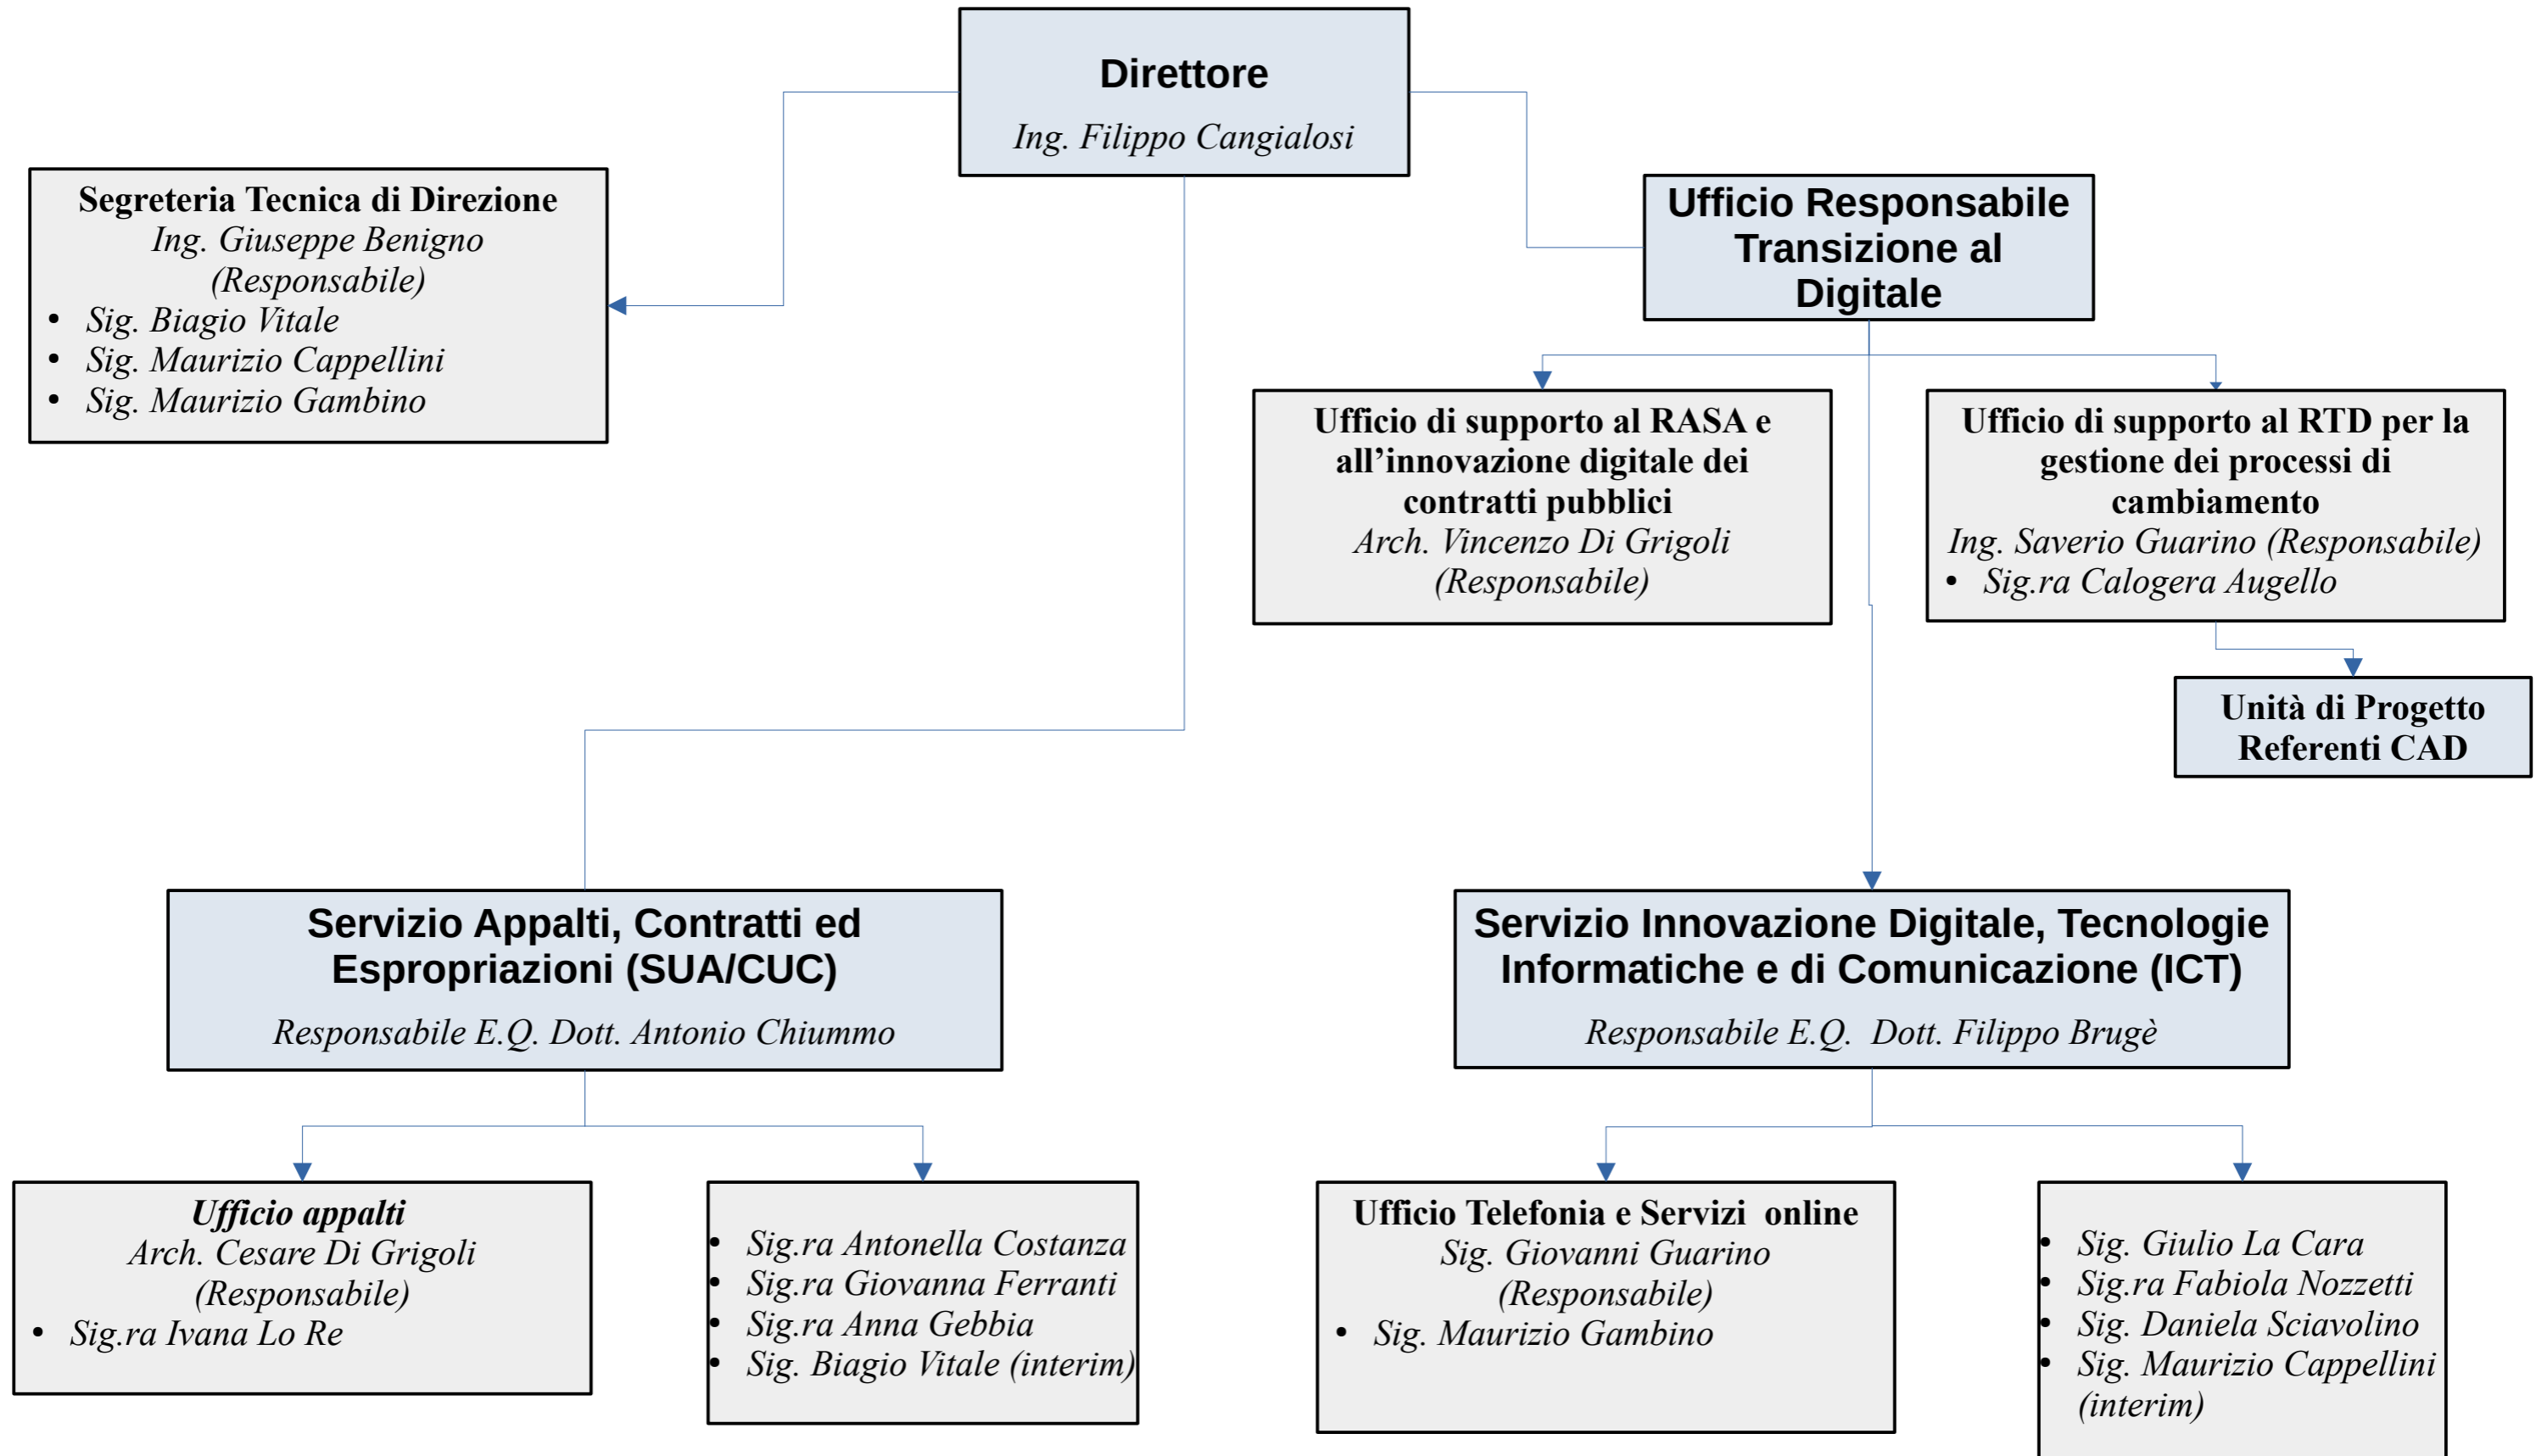 Direttore
Ing. Filippo Cangialosi
Segreteria Tecnica di Direzione
Ing. Giuseppe Benigno
(Responsabile)
• Sig. Biagio Vitale
• Sig. Maurizio Cappellini
• Sig. Maurizio Gambino
Ufficio Responsabile
Transizione al
Digitale
Ufficio di supporto al RASA e
all’innovazione digitale dei
contratti pubblici
Arch. Vincenzo Di Grigoli
(Responsabile)
Ufficio di supporto al RTD per la
gestione dei processi di
cambiamento
Ing. Saverio Guarino (Responsabile)
• Sig.ra Calogera Augello
Unità di Progetto
Referenti CAD
Servizio Appalti, Contratti ed
Espropriazioni (SUA/CUC)
Responsabile E.Q. Dott. Antonio Chiummo
Servizio Innovazione Digitale, Tecnologie
Informatiche e di Comunicazione (ICT)
Responsabile E.Q.  Dott. Filippo Brugè
Ufficio appalti
Arch. Cesare Di Grigoli
(Responsabile)
• Sig.ra Ivana Lo Re
• Sig.ra Antonella Costanza
• Sig.ra Giovanna Ferranti
• Sig.ra Anna Gebbia
• Sig. Biagio Vitale (interim)
Ufficio Telefonia e Servizi  online
Sig. Giovanni Guarino
(Responsabile)
• Sig. Maurizio Gambino
• Sig. Giulio La Cara
• Sig.ra Fabiola Nozzetti
• Sig. Daniela Sciavolino
• Sig. Maurizio Cappellini
(interim)